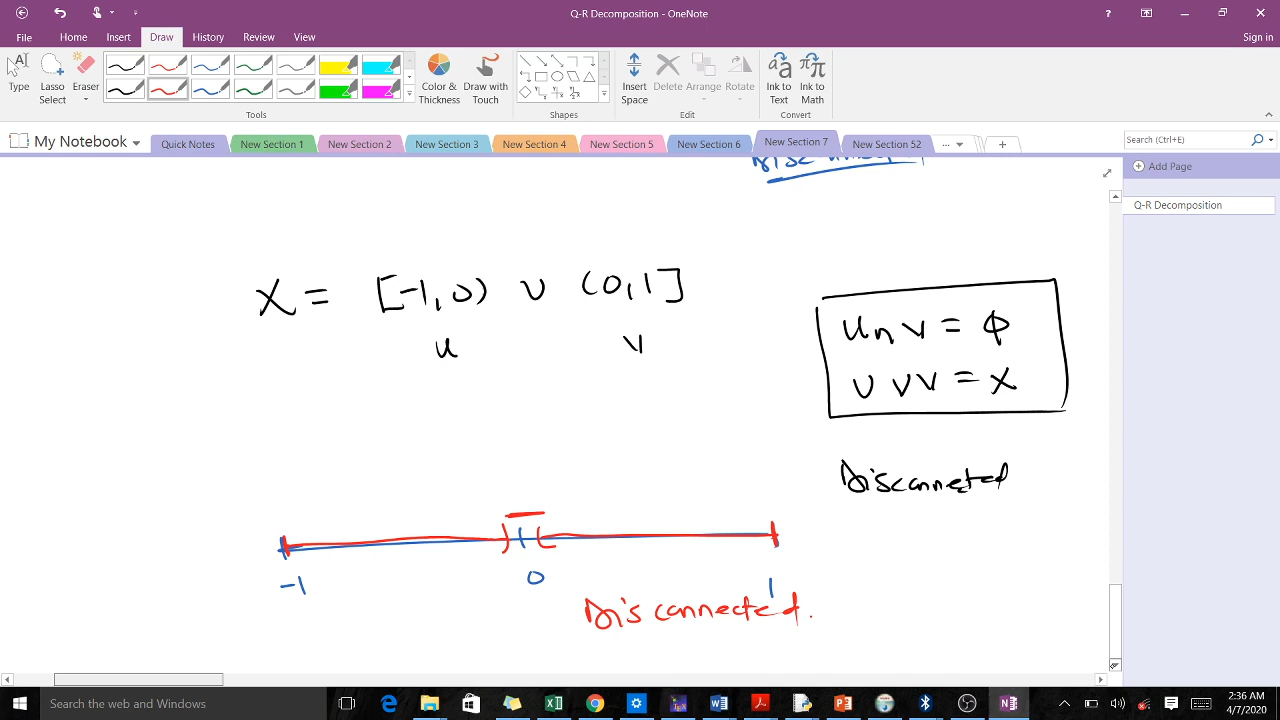 Q-R Decomposition - OneNote
File Home Insert Draw History Review View Sign in
Type Lasso Select Eraser Color & Thickness Draw with Touch Insert Space Delete Arrange Rotate Ink to Text Ink to Math
Tools Shapes Edit Convert
My Notebook Quick Notes New Section 1 New Section 2 New Section 3 New Section 4 New Section 5 New Section 6 New Section 7 New Section 52 ... Search (Ctrl+E)
Add Page
Q-R Decomposition
X = [-1, 0) ∪ (0, 1]
U V
U ∩ V = ϕ
U ∪ V = X
Disconneted
-1 0 1
Disconnected.
Search the web and Windows
2:36 AM
4/7/2020